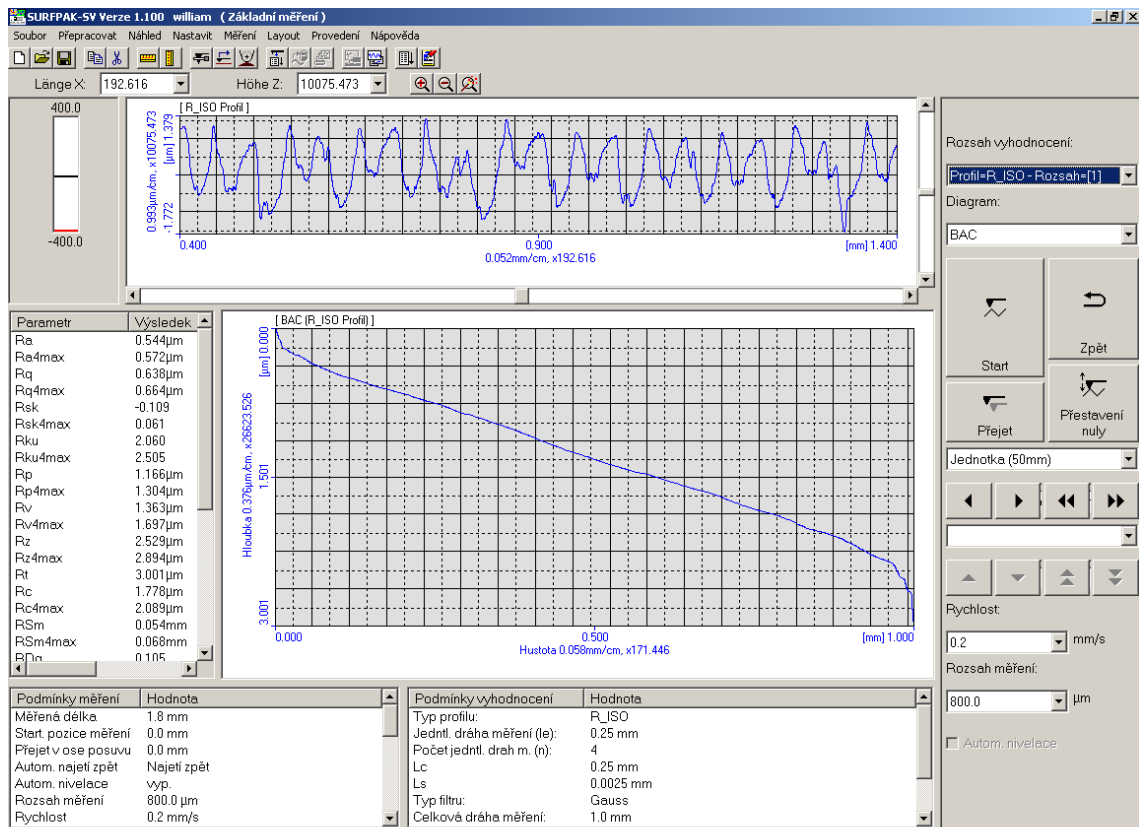 SURFPAK-SV Verze 1.100 william ( Základní měření )
Soubor Přepracovat Náhled Nastavit Měření Layout Provedení Nápověda
Länge X: 192.616 Höhe Z: 10075.473
400.0
-400.0
[ R_ISO Profil ]
0.993µm/cm, x10075.473
-1.772 [µm] 1.379
0.400 0.900 [mm] 1.400
0.052mm/cm, x192.616
Parametr Výsledek
Ra 0.544µm
Ra4max 0.572µm
Rq 0.638µm
Rq4max 0.664µm
Rsk -0.109
Rsk4max 0.061
Rku 2.060
Rku4max 2.505
Rp 1.166µm
Rp4max 1.304µm
Rv 1.363µm
Rv4max 1.697µm
Rz 2.529µm
Rz4max 2.894µm
Rt 3.001µm
Rc 1.778µm
Rc4max 2.089µm
RSm 0.054mm
RSm4max 0.068mm
RDq 0.105
[ BAC (R_ISO Profil) ]
Hloubka 0.376µm/cm, x26623.526
[µm] 0.000
1.501
3.001
0.000 0.500 [mm] 1.000
Hustota 0.058mm/cm, x171.446
Rozsah vyhodnocení:
Profil=R_ISO - Rozsah=[1]
Diagram:
BAC
Start
Zpět
Přejet
Přestavení
nuly
Jednotka (50mm)
Rychlost:
0.2 mm/s
Rozsah měření:
800.0 µm
Autom. nivelace
Podmínky měření Hodnota
Měřená délka 1.8 mm
Start. pozice měření 0.0 mm
Přejet v ose posuvu 0.0 mm
Autom. najetí zpět Najetí zpět
Autom. nivelace vyp.
Rozsah měření 800.0 µm
Rychlost 0.2 mm/s
Podmínky vyhodnocení Hodnota
Typ profilu: R_ISO
Jedntl. dráha měření (le): 0.25 mm
Počet jedntl. drah m. (n): 4
Lc 0.25 mm
Ls 0.0025 mm
Typ filtru: Gauss
Celková dráha měření: 1.0 mm